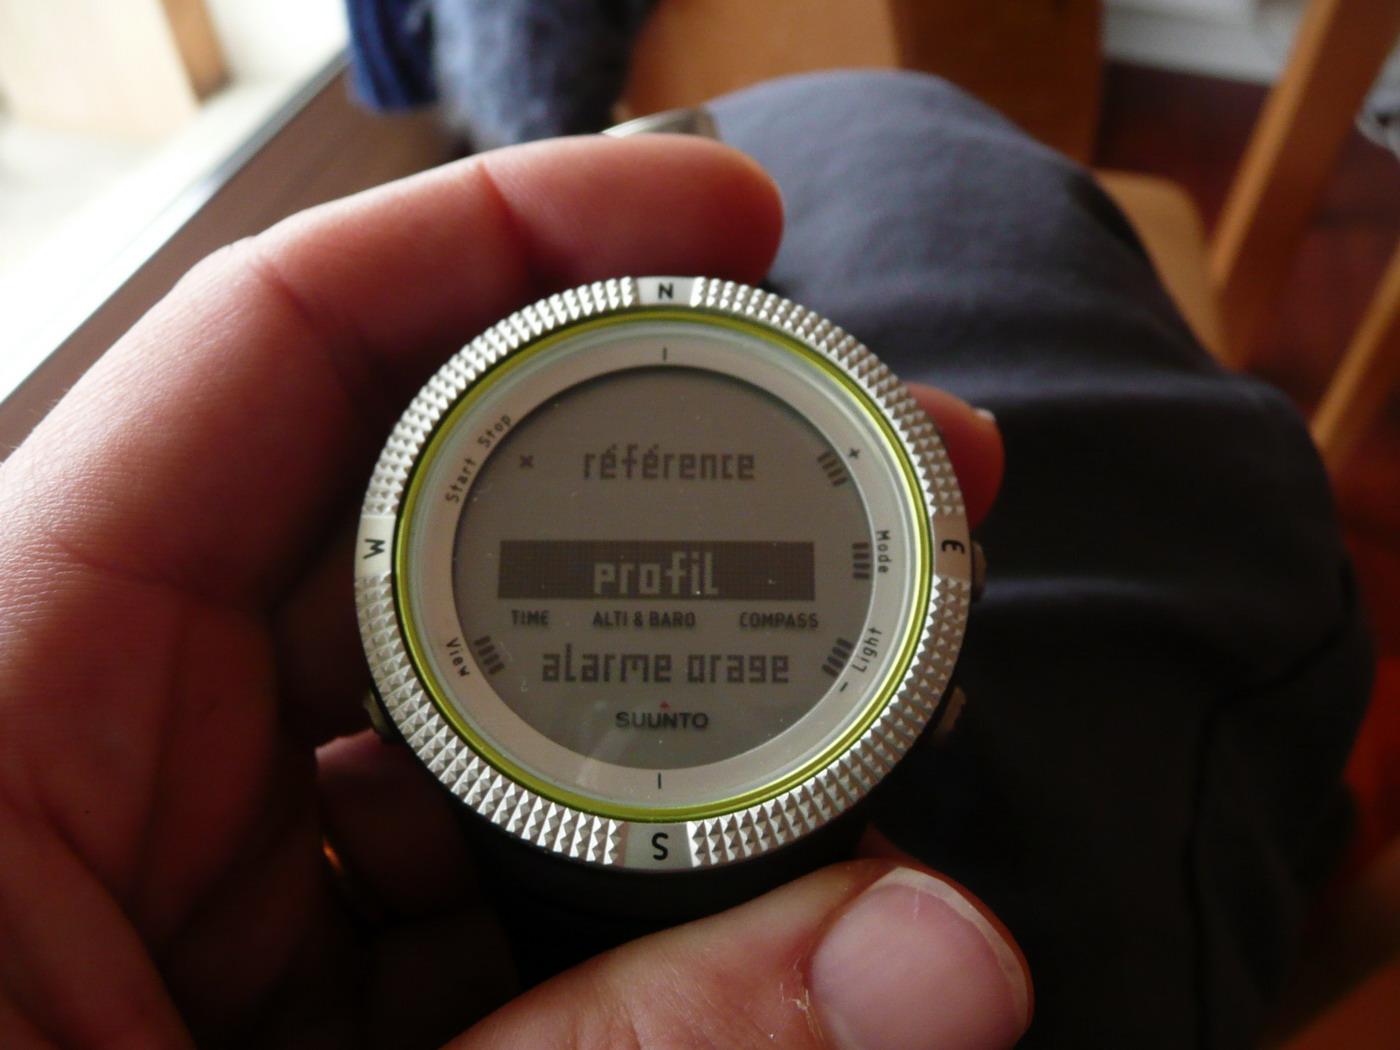 N
Start Stop
x référence +
W
Mode
E
profil
TIME ALTI & BARO COMPASS
View
alarme orage
Light
-
SUUNTO
S